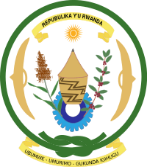 REPUBULIKA Y'U RWANDA
UBUMWE - UMURIMO - GUKUNDA IGIHUGU